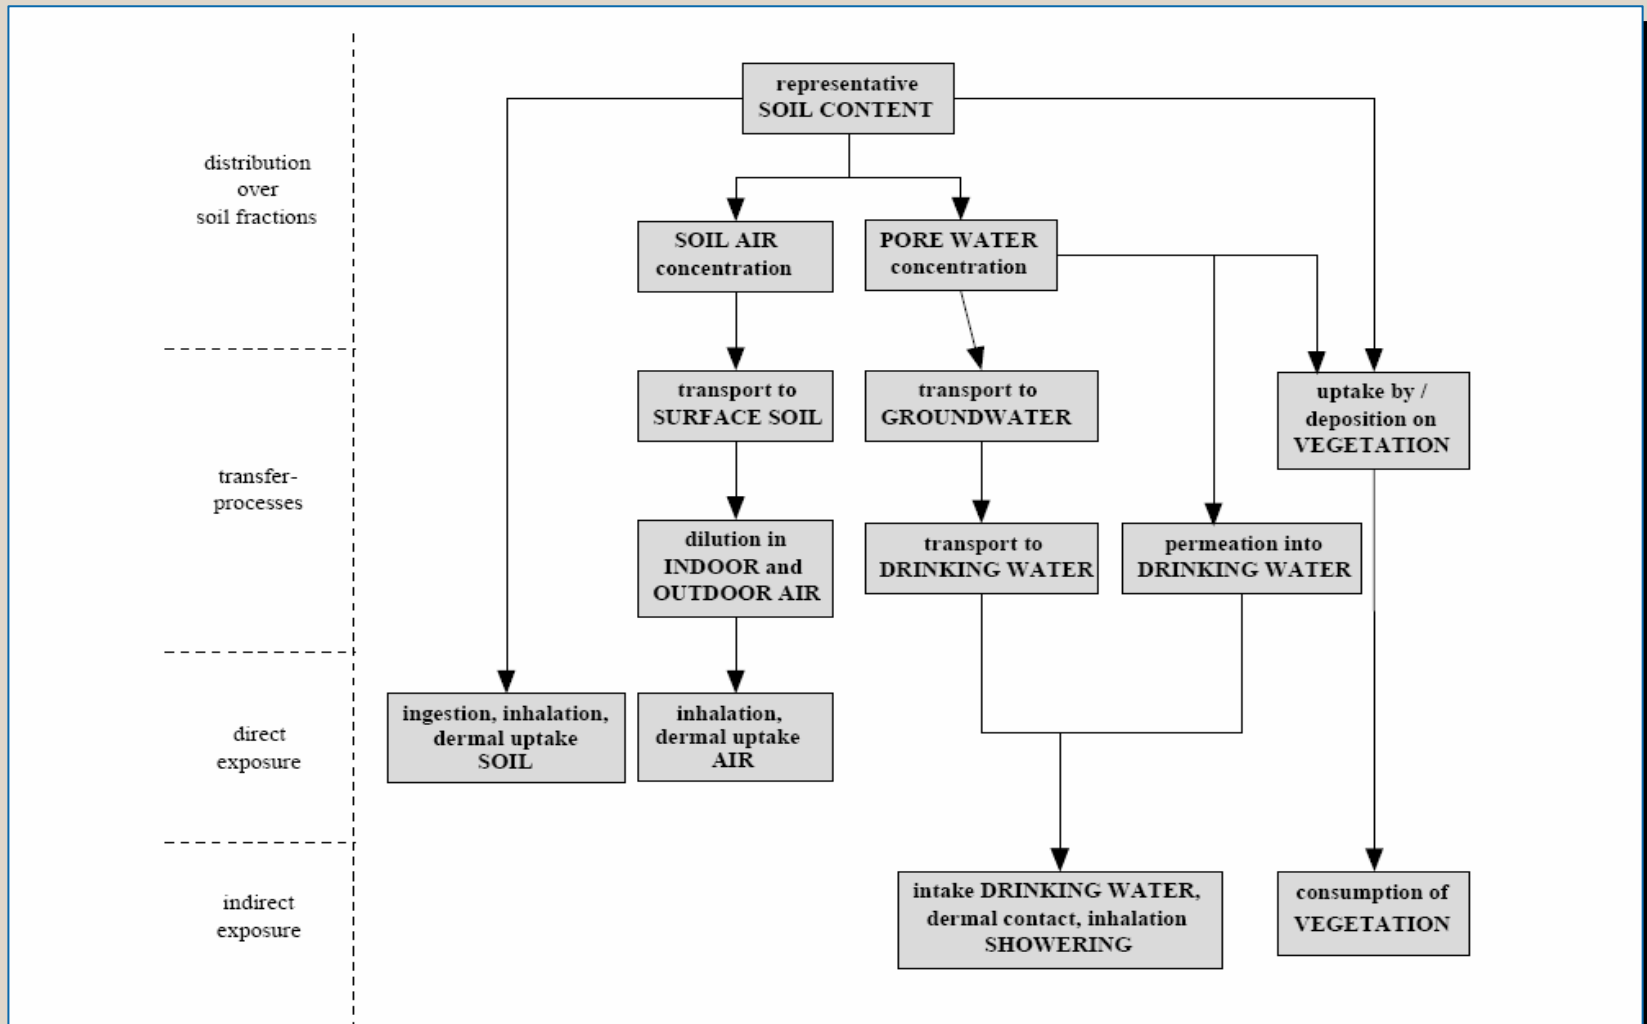 representative
SOIL CONTENT
distribution
over
soil fractions
SOIL AIR
concentration
PORE WATER
concentration
transport to
SURFACE SOIL
transport to
GROUNDWATER
uptake by /
deposition on
VEGETATION
transfer-
processes
dilution in
INDOOR and
OUTDOOR AIR
transport to
DRINKING WATER
permeation into
DRINKING WATER
direct
exposure
ingestion, inhalation,
dermal uptake
SOIL
inhalation,
dermal uptake
AIR
indirect
exposure
intake DRINKING WATER,
dermal contact, inhalation
SHOWERING
consumption of
VEGETATION